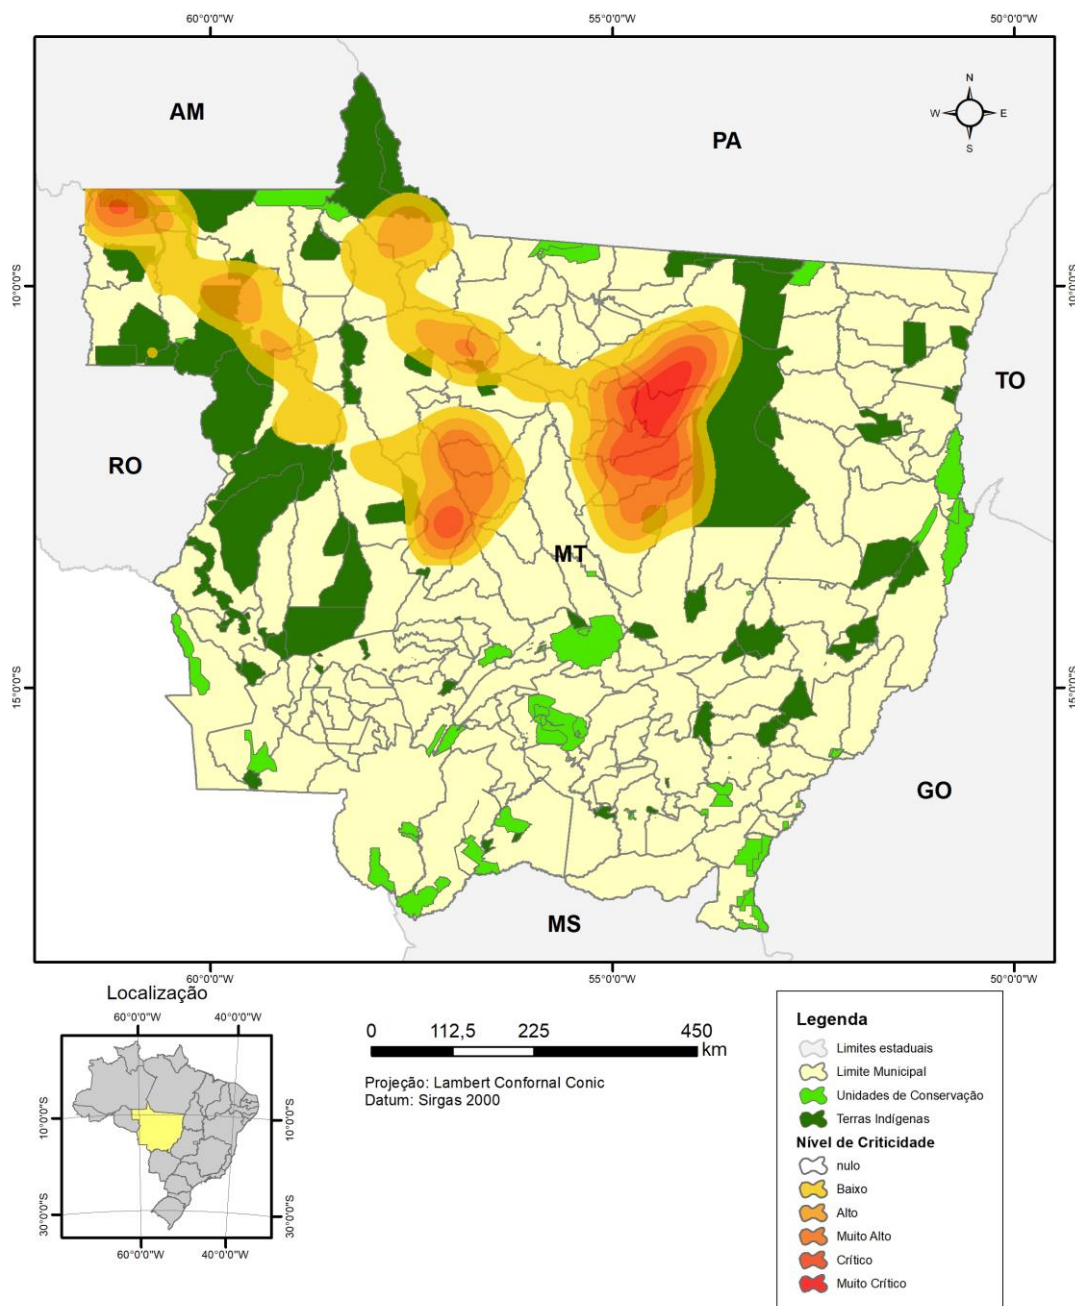 60°0'0"W 55°0'0"W 50°0'0"W
AM
PA
N
W E
S
10°0'0"S 10°0'0"S
TO
RO
MT
15°0'0"S 15°0'0"S
GO
MS
60°0'0"W 55°0'0"W 50°0'0"W
Localização
60°0'0"W 40°0'0"W
10°0'0"S 10°0'0"S
30°0'0"S 30°0'0"S
60°0'0"W 40°0'0"W
0 112,5 225 450
km
Projeção: Lambert Confornal Conic
Datum: Sirgas 2000
Legenda
Limites estaduais
Limite Municipal
Unidades de Conservação
Terras Indígenas
Nível de Criticidade
nulo
Baixo
Alto
Muito Alto
Crítico
Muito Crítico